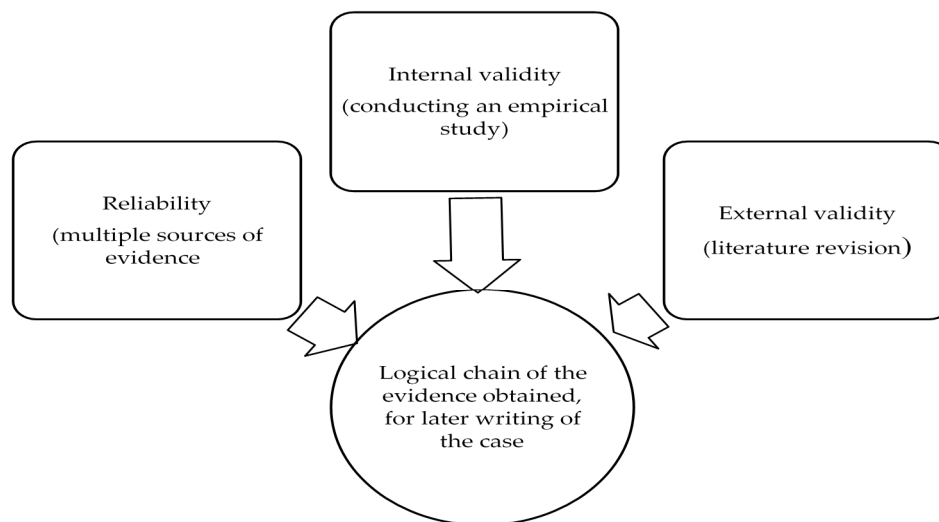 Internal validity
(conducting an empirical
study)
Reliability
(multiple sources of
evidence
External validity
(literature revision)
Logical chain of the
evidence obtained,
for later writing of
the case